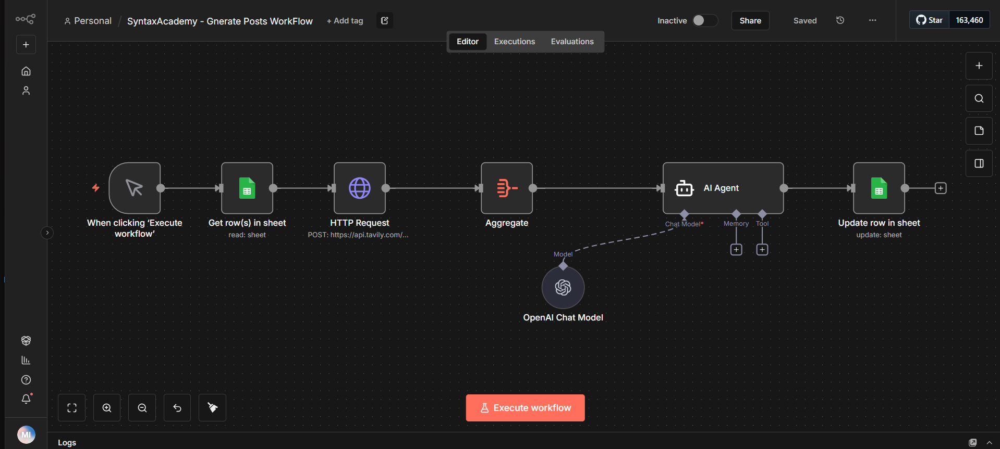 Personal / SyntaxAcademy - Gnerate Posts WorkFlow + Add tag
Inactive Share Saved ... Star 163,460
Editor Executions Evaluations
AI Agent
When clicking ‘Execute workflow’
Get row(s) in sheet
read: sheet
HTTP Request
POST: https://api.tavily.com/...
Aggregate
Chat Model*
Memory
Tool
Update row in sheet
update: sheet
Model
OpenAI Chat Model
Execute workflow
MI
Logs